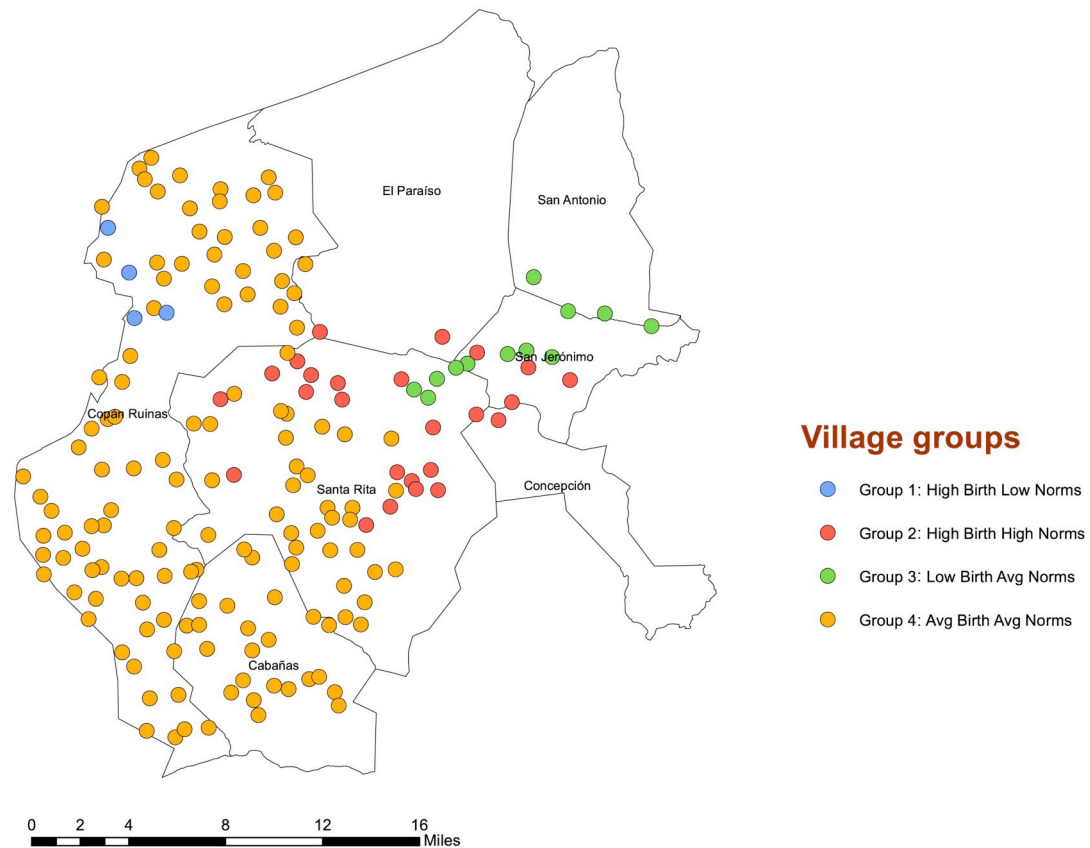 El Paraíso
San Antonio
San Jerónimo
Copán Ruinas
Santa Rita
Concepción
Cabañas
Village groups
Group 1: High Birth Low Norms
Group 2: High Birth High Norms
Group 3: Low Birth Avg Norms
Group 4: Avg Birth Avg Norms
0 2 4 8 12 16
Miles